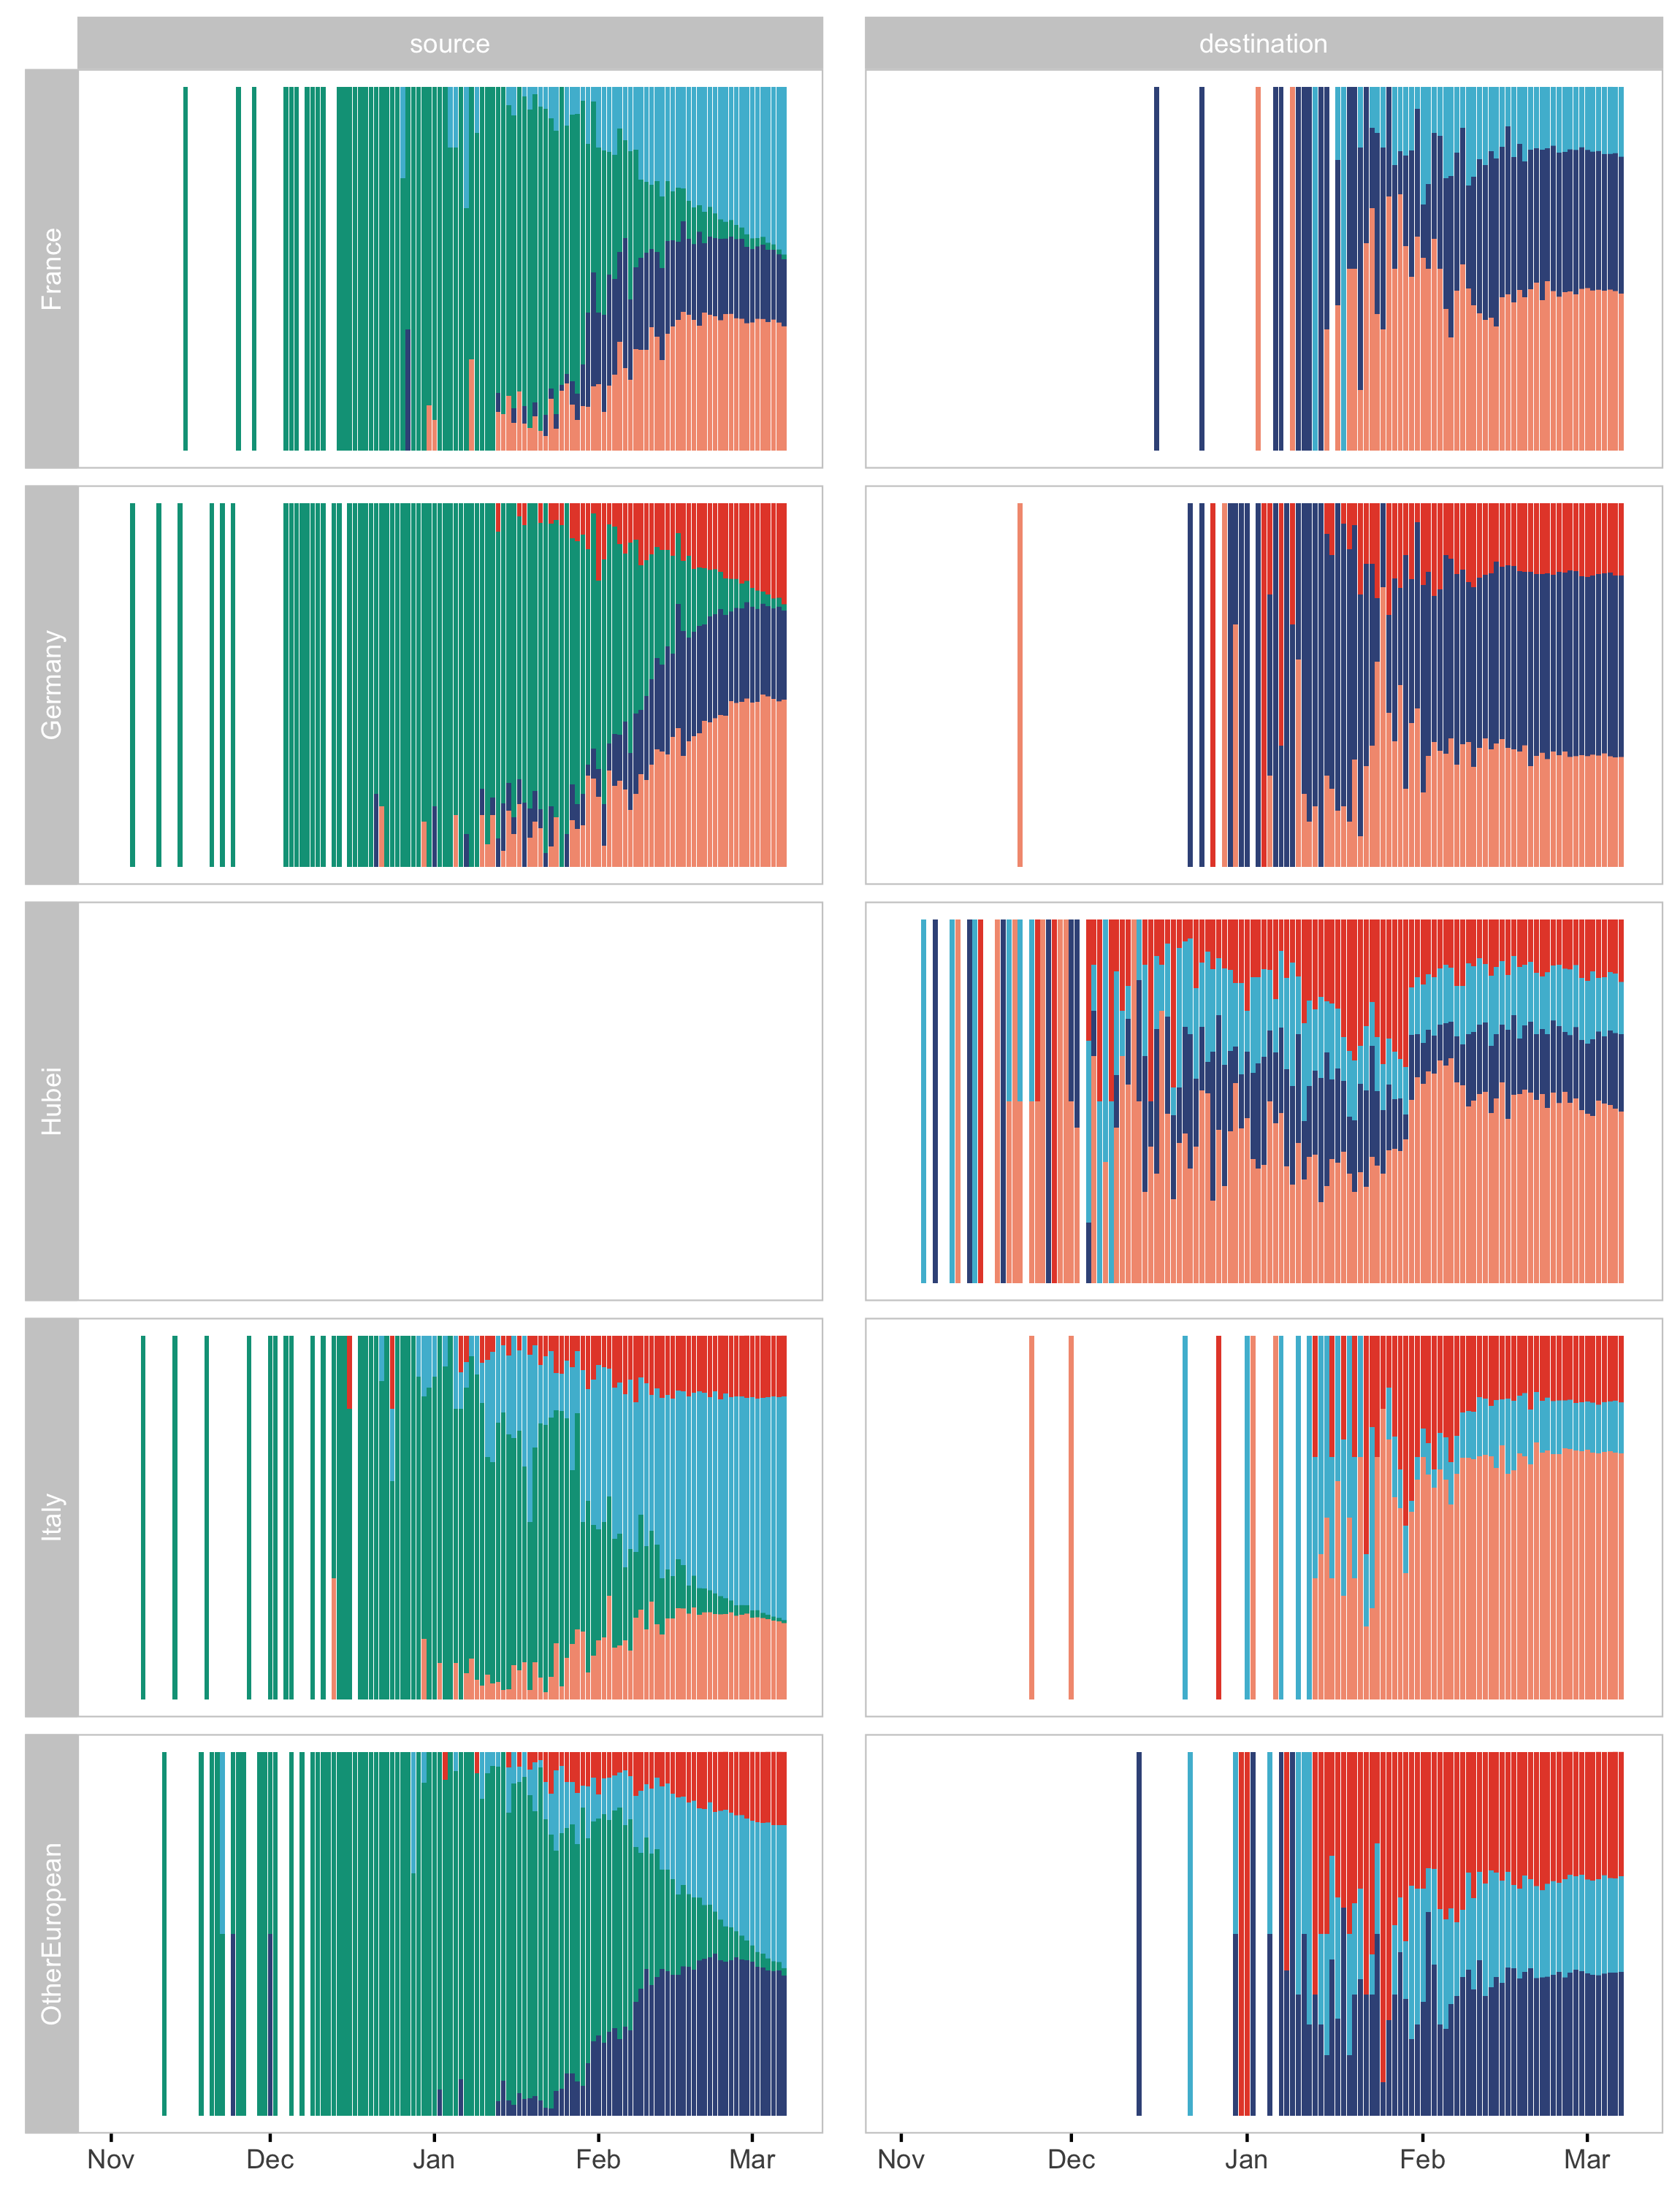 source
destination
France
Germany
Hubei
Italy
OtherEuropean
Nov
Dec
Jan
Feb
Mar
Nov
Dec
Jan
Feb
Mar